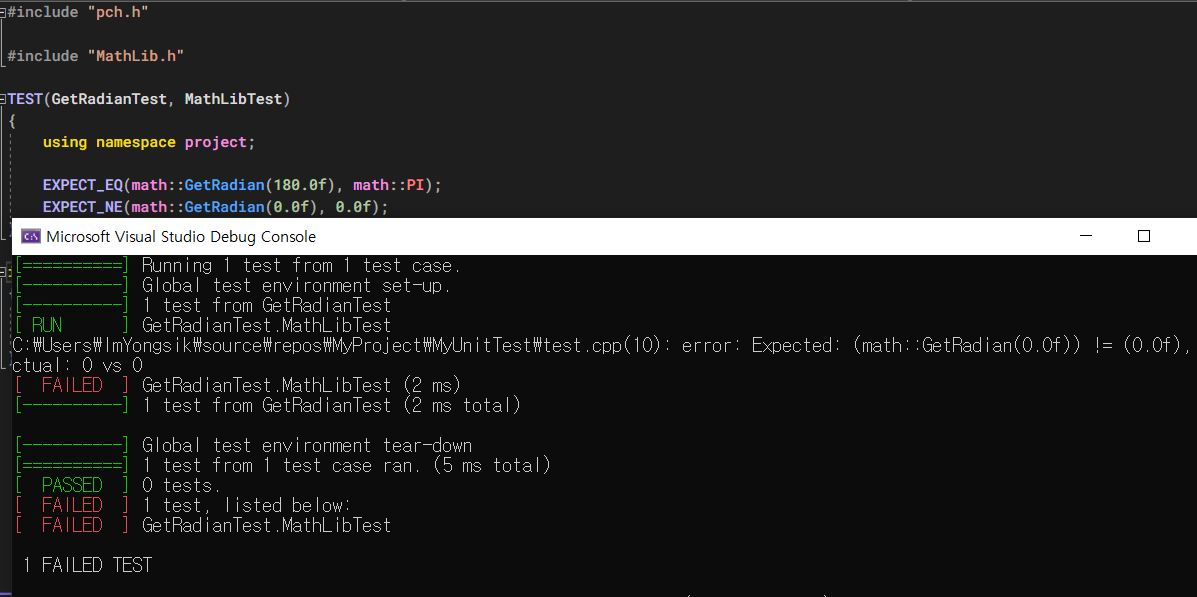 #include "pch.h"
#include "MathLib.h"
TEST(GetRadianTest, MathLibTest)
{
using namespace project;
EXPECT_EQ(math::GetRadian(180.0f), math::PI);
EXPECT_NE(math::GetRadian(0.0f), 0.0f);
Microsoft Visual Studio Debug Console
[==========] Running 1 test from 1 test case.
[----------] Global test environment set-up.
[----------] 1 test from GetRadianTest
[ RUN      ] GetRadianTest.MathLibTest
C:₩Users₩ImYongsik₩source₩repos₩MyProject₩MyUnitTest₩test.cpp(10): error: Expected: (math::GetRadian(0.0f)) != (0.0f),
ctual: 0 vs 0
[  FAILED  ] GetRadianTest.MathLibTest (2 ms)
[----------] 1 test from GetRadianTest (2 ms total)
[----------] Global test environment tear-down
[==========] 1 test from 1 test case ran. (5 ms total)
[  PASSED  ] 0 tests.
[  FAILED  ] 1 test, listed below:
[  FAILED  ] GetRadianTest.MathLibTest
1 FAILED TEST